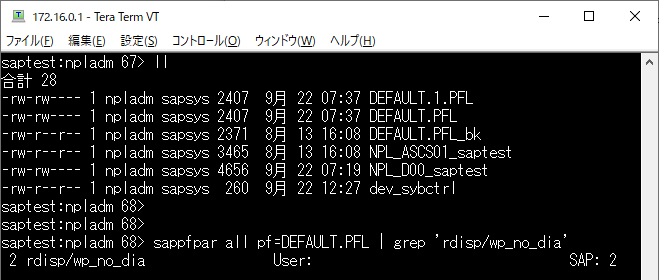 172.16.0.1 - Tera Term VT
ファイル(F) 編集(E) 設定(S) コントロール(O) ウィンドウ(W) ヘルプ(H)
saptest:npladm 67> ll
合計 28
-rw-rw---- 1 npladm sapsys 2407  9月  22 07:37 DEFAULT.1.PFL
-rw-rw---- 1 npladm sapsys 2407  9月  22 07:37 DEFAULT.PFL
-rw-r--r-- 1 npladm sapsys 2371  8月  13 16:08 DEFAULT.PFL_bk
-rw-r--r-- 1 npladm sapsys 3465  8月  13 16:08 NPL_ASCS01_saptest
-rw-rw---- 1 npladm sapsys 4656  9月  22 07:19 NPL_D00_saptest
-rw-r--r-- 1 npladm sapsys  260  9月  22 12:27 dev_sybctrl
saptest:npladm 68>
saptest:npladm 68>
saptest:npladm 68> sappfpar all pf=DEFAULT.PFL | grep 'rdisp/wp_no_dia'
 2 rdisp/wp_no_dia                User:                                SAP: 2